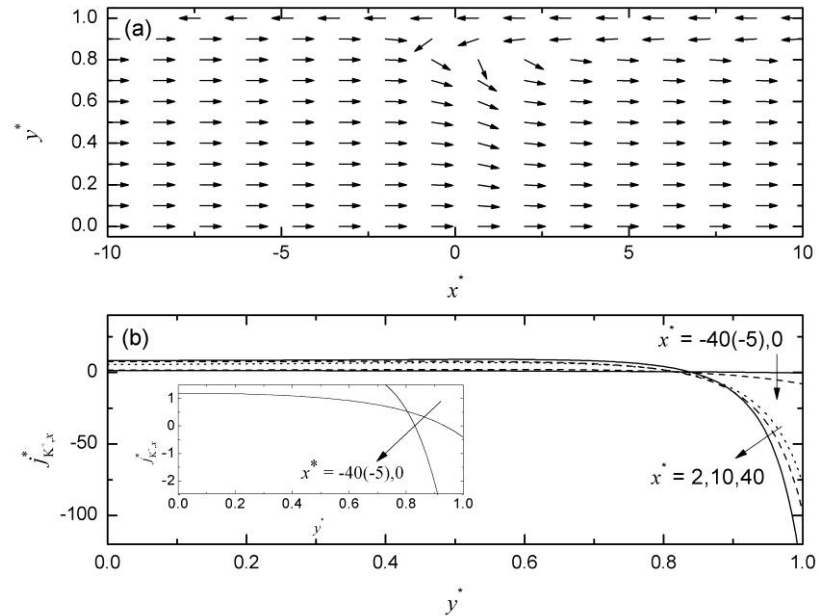 (a)
1.0
0.8
0.6
0.4
0.2
0.0
y*
-10 -5 0 5 10
x*
(b)
x* = -40(-5),0
0
-50
-100
j*K+,x
1
0
-1
-2
j*K+,x
x* = -40(-5),0
0.0 0.2 0.4 0.6 0.8 1.0
y*
x* = 2,10,40
0.0 0.2 0.4 0.6 0.8 1.0
y*